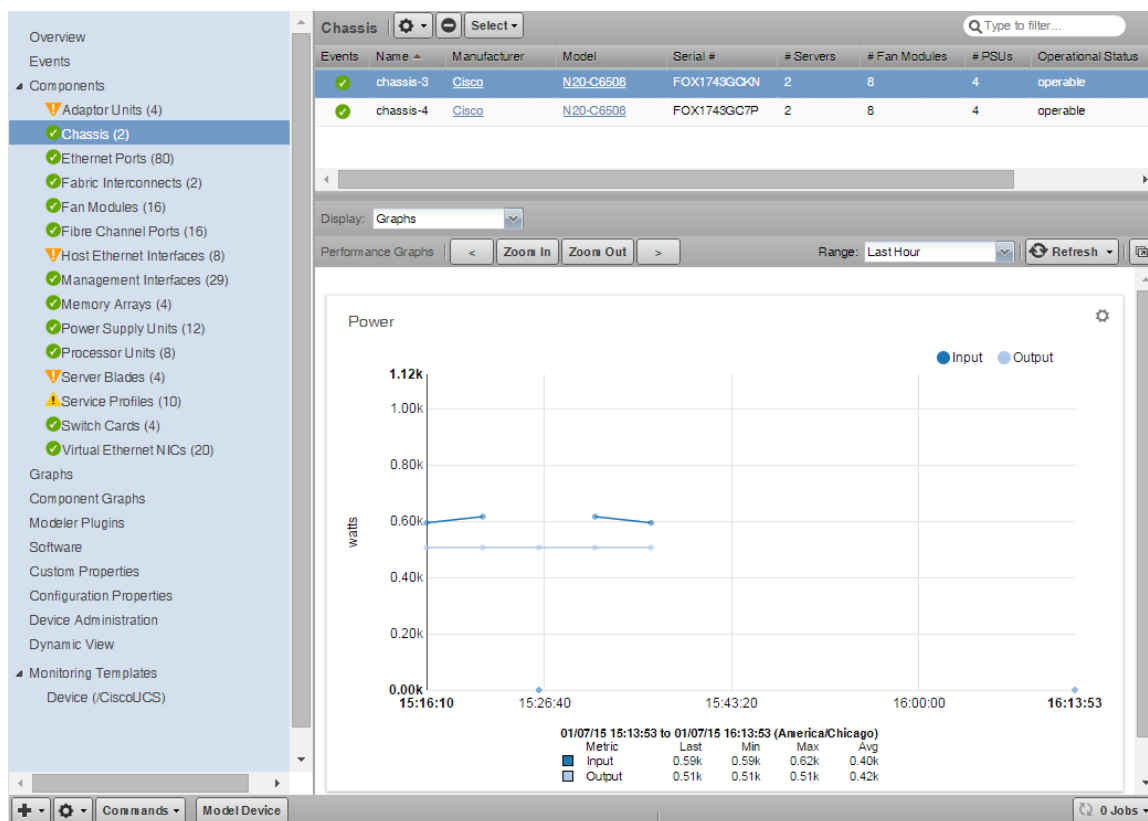 Overview
Events
Components
Adaptor Units (4)
Chassis (2)
Ethernet Ports (80)
Fabric Interconnects (2)
Fan Modules (16)
Fibre Channel Ports (16)
Host Ethernet Interfaces (8)
Management Interfaces (29)
Memory Arrays (4)
Power Supply Units (12)
Processor Units (8)
Server Blades (4)
Service Profiles (10)
Switch Cards (4)
Virtual Ethernet NICs (20)
Graphs
Component Graphs
Modeler Plugins
Software
Custom Properties
Configuration Properties
Device Administration
Dynamic View
Monitoring Templates
Device (/CiscoUCS)
Chassis Select Type to filter...
Events Name Manufacturer Model Serial # # Servers # Fan Modules # PSUs Operational Status
chassis-3 Cisco N20-C6508 FOX1743GCKN 2 8 4 operable
chassis-4 Cisco N20-C6508 FOX1743GC7P 2 8 4 operable
Display: Graphs
Performance Graphs < Zoom In Zoom Out > Range: Last Hour Refresh
Power
Input Output
1.12k
1.00k
0.80k
0.60k
0.40k
0.20k
0.00k
watts
15:16:10 15:26:40 15:43:20 16:00:00 16:13:53
01/07/15 15:13:53 to 01/07/15 16:13:53 (America/Chicago)
Metric Last Min Max Avg
Input 0.59k 0.59k 0.62k 0.40k
Output 0.51k 0.51k 0.51k 0.42k
Commands Model Device 0 Jobs